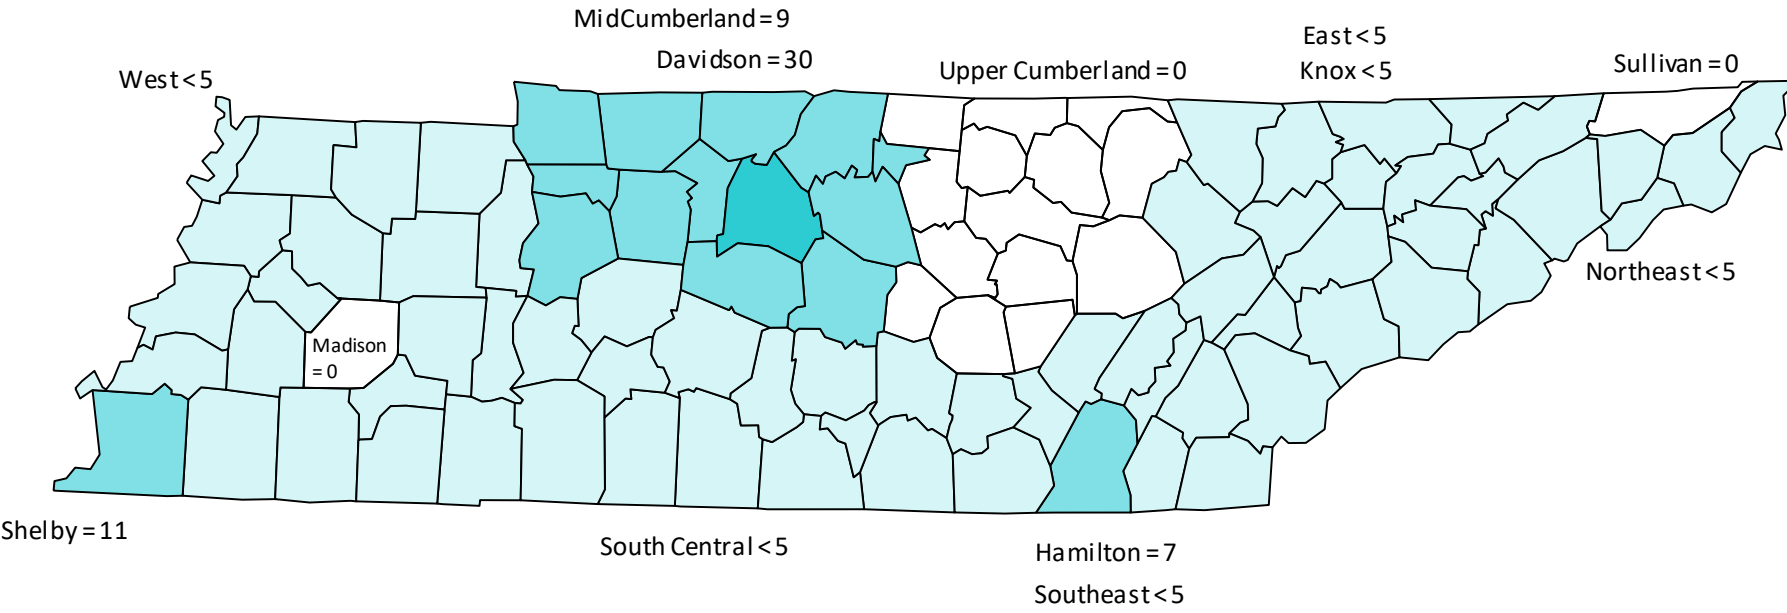 MidCumberland = 9
Davidson = 30
West < 5
Upper Cumberland = 0
East < 5
Knox < 5
Sullivan = 0
Northeast < 5
Madison
= 0
Shelby = 11
South Central < 5
Hamilton = 7
Southeast < 5